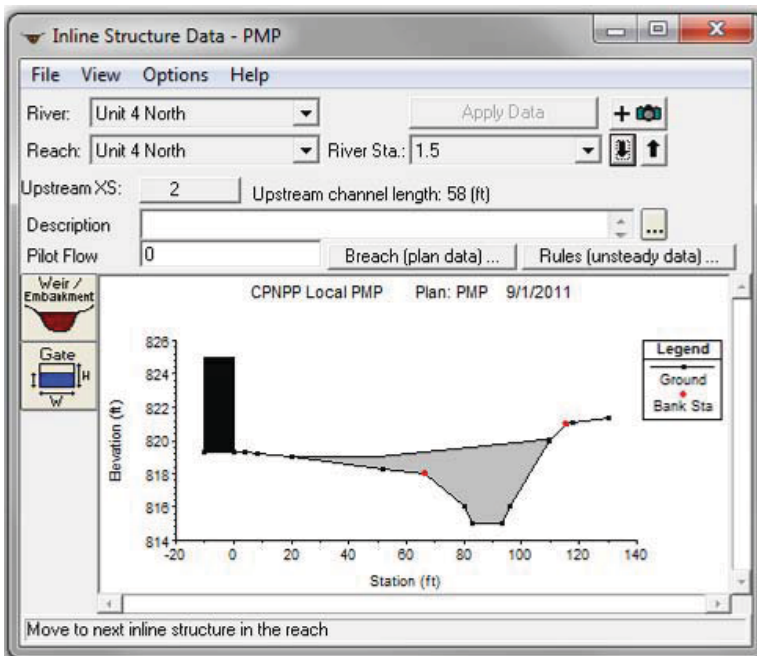 Inline Structure Data - PMP
File View Options Help
River: Unit 4 North Apply Data
Reach: Unit 4 North River Sta.: 1.5
Upstream XS: 2 Upstream channel length: 58 (ft)
Description ...
Pilot Flow 0 Breach (plan data) ... Rules (unsteady data) ...
Weir / Embankment
Gate
H
W
CPNPP Local PMP Plan: PMP 9/1/2011
826
824
822
820
818
816
814
Elevation (ft)
-20 0 20 40 60 80 100 120 140
Station (ft)
Legend
Ground
Bank Sta
Move to next inline structure in the reach